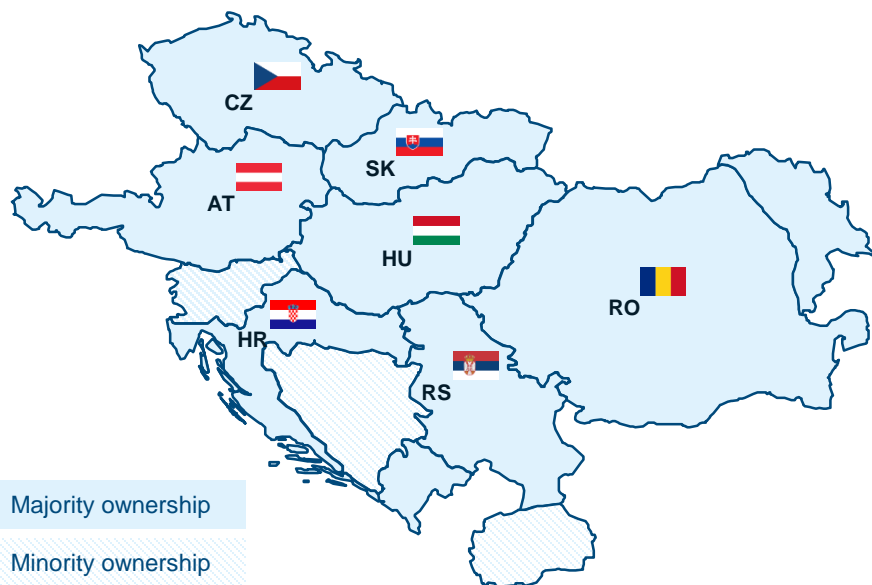 CZ
SK
AT
HU
RO
HR
RS
Majority ownership
Minority ownership